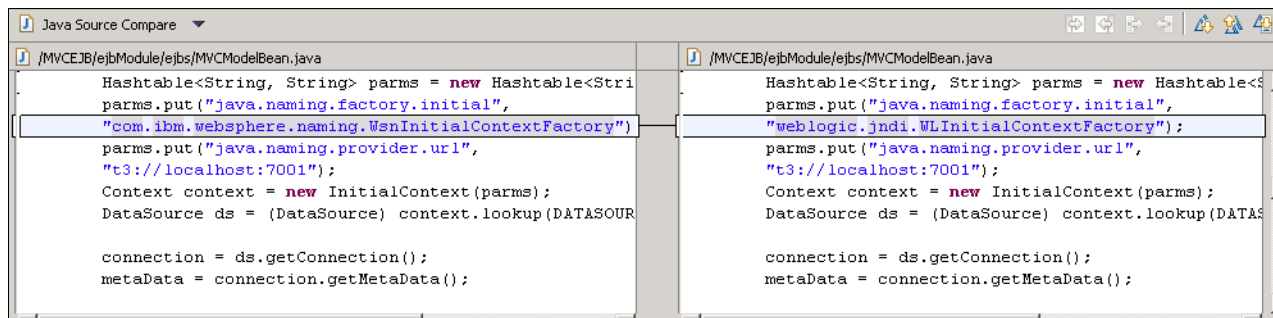 Java Source Compare
/MVCEJB/ejbModule/ejbs/MVCModelBean.java
Hashtable<String, String> parms = new Hashtable<Stri
parms.put("java.naming.factory.initial",
"com.ibm.websphere.naming.WsnInitialContextFactory")
parms.put("java.naming.provider.url",
"t3://localhost:7001");
Context context = new InitialContext(parms);
DataSource ds = (DataSource) context.lookup(DATASOUR
connection = ds.getConnection();
metaData = connection.getMetaData();
/MVCEJB/ejbModule/ejbs/MVCModelBean.java
Hashtable<String, String> parms = new Hashtable<S
parms.put("java.naming.factory.initial",
"weblogic.jndi.WLInitialContextFactory");
parms.put("java.naming.provider.url",
"t3://localhost:7001");
Context context = new InitialContext(parms);
DataSource ds = (DataSource) context.lookup(DATAS
connection = ds.getConnection();
metaData = connection.getMetaData();